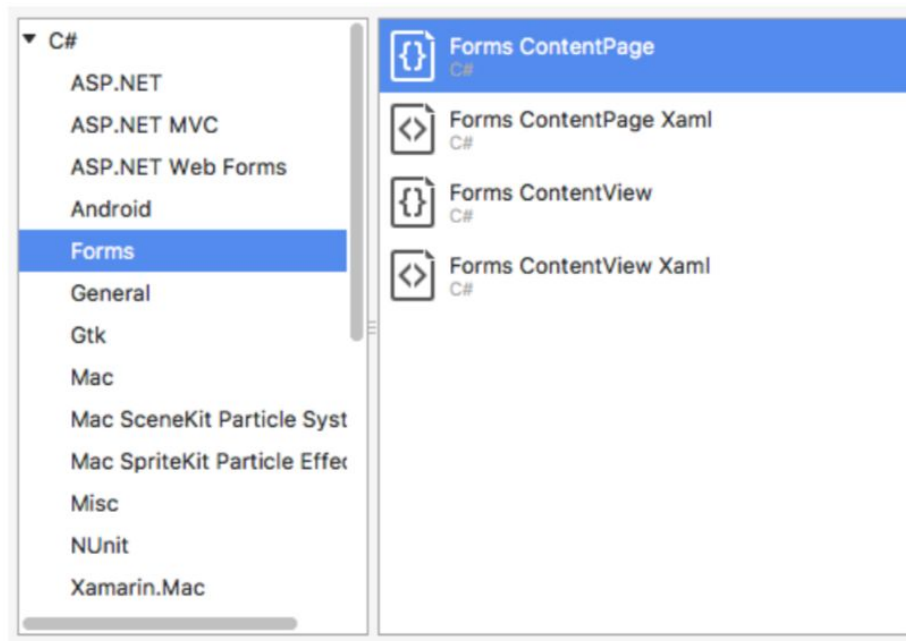 C#
ASP.NET
ASP.NET MVC
ASP.NET Web Forms
Android
Forms
General
Gtk
Mac
Mac SceneKit Particle Syst
Mac SpriteKit Particle Effec
Misc
NUnit
Xamarin.Mac
Forms ContentPage
C#
Forms ContentPage Xaml
C#
Forms ContentView
C#
Forms ContentView Xaml
C#